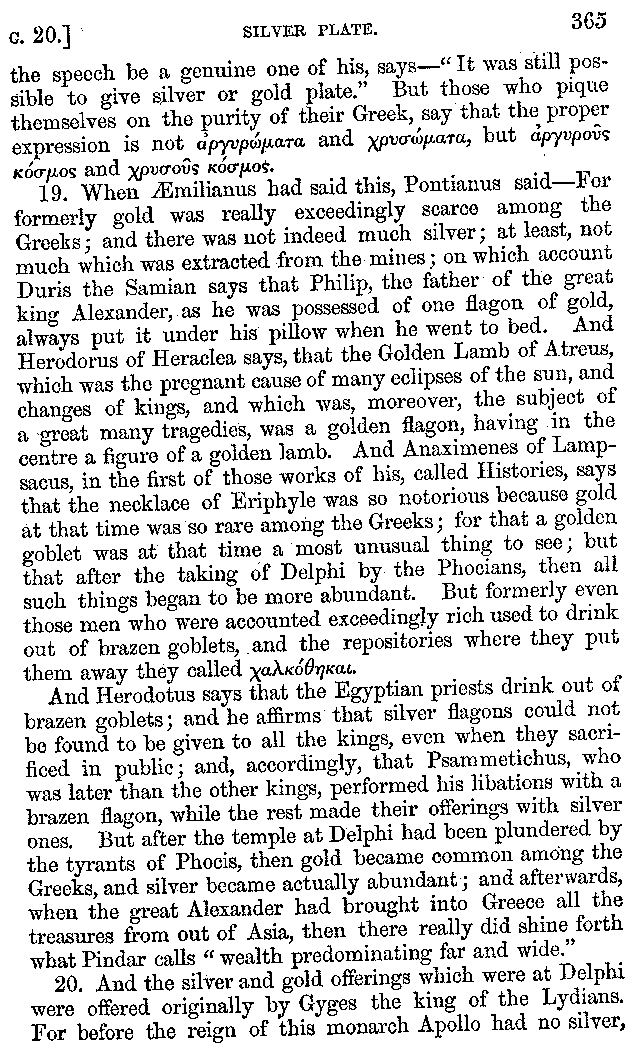 c. 20.] SILVER PLATE. 365
the speech be a genuine one of his, says—“It was still pos-
sible to give silver or gold plate.” But those who pique
themselves on the purity of their Greek, say that the proper
expression is not ἀργυρώματα and χρυσώματα, but ἀργυροῦς
κόσμος and χρυσοῦς κόσμος.
19. When Æmilianus had said this, Pontianus said—For
formerly gold was really exceedingly scarce among the
Greeks; and there was not indeed much silver; at least, not
much which was extracted from the mines; on which account
Duris the Samian says that Philip, the father of the great
king Alexander, as he was possessed of one flagon of gold,
always put it under his pillow when he went to bed. And
Herodorus of Heraclea says, that the Golden Lamb of Atreus,
which was the pregnant cause of many eclipses of the sun, and
changes of kings, and which was, moreover, the subject of
a great many tragedies, was a golden flagon, having in the
centre a figure of a golden lamb. And Anaximenes of Lamp-
sacus, in the first of those works of his, called Histories, says
that the necklace of Eriphyle was so notorious because gold
at that time was so rare among the Greeks; for that a golden
goblet was at that time a most unusual thing to see; but
that after the taking of Delphi by the Phocians, then all
such things began to be more abundant. But formerly even
those men who were accounted exceedingly rich used to drink
out of brazen goblets, and the repositories where they put
them away they called χαλκόθηκαι.
And Herodotus says that the Egyptian priests drink out of
brazen goblets; and he affirms that silver flagons could not
be found to be given to all the kings, even when they sacri-
ficed in public; and, accordingly, that Psammetichus, who
was later than the other kings, performed his libations with a
brazen flagon, while the rest made their offerings with silver
ones. But after the temple at Delphi had been plundered by
the tyrants of Phocis, then gold became common among the
Greeks, and silver became actually abundant; and afterwards,
when the great Alexander had brought into Greece all the
treasures from out of Asia, then there really did shine forth
what Pindar calls “wealth predominating far and wide.”
20. And the silver and gold offerings which were at Delphi
were offered originally by Gyges the king of the Lydians.
For before the reign of this monarch Apollo had no silver,